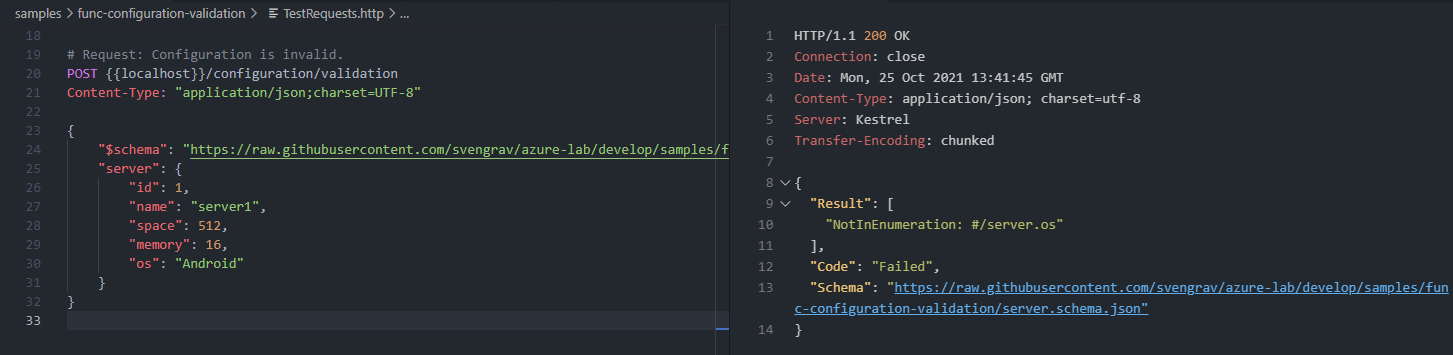 samples > func-configuration-validation > TestRequests.http > ...
18
19 # Request: Configuration is invalid.
20 POST {{localhost}}/configuration/validation
21 Content-Type: "application/json;charset=UTF-8"
22
23 {
24 "$schema": "https://raw.githubusercontent.com/svengrav/azure-lab/develop/samples/f
25 "server": {
26 "id": 1,
27 "name": "server1",
28 "space": 512,
29 "memory": 16,
30 "os": "Android"
31 }
32 }
33
1 HTTP/1.1 200 OK
2 Connection: close
3 Date: Mon, 25 Oct 2021 13:41:45 GMT
4 Content-Type: application/json; charset=utf-8
5 Server: Kestrel
6 Transfer-Encoding: chunked
7
8 {
9 "Result": [
10 "NotInEnumeration: #/server.os"
11 ],
12 "Code": "Failed",
13 "Schema": "https://raw.githubusercontent.com/svengrav/azure-lab/develop/samples/fun
c-configuration-validation/server.schema.json"
14 }